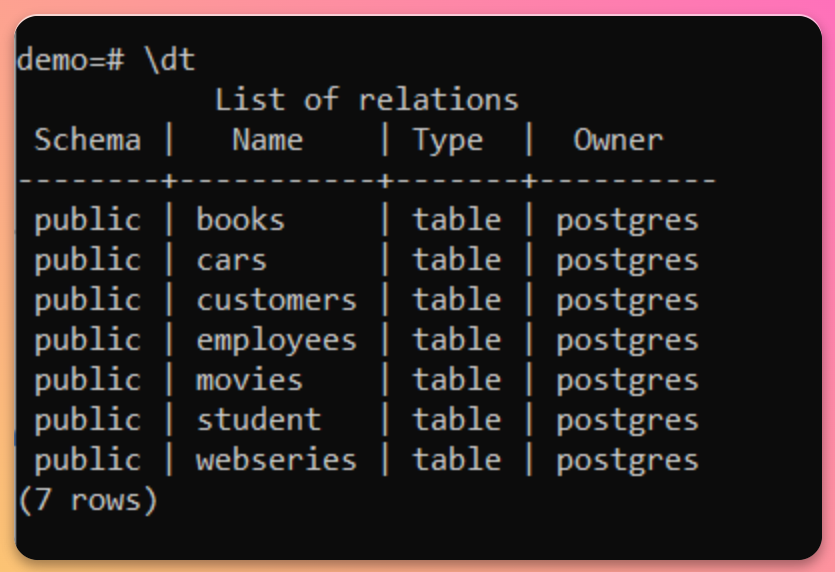 demo=# \dt
             List of relations
 Schema |   Name    | Type  |  Owner
--------+-----------+-------+----------
 public | books     | table | postgres
 public | cars      | table | postgres
 public | customers | table | postgres
 public | employees | table | postgres
 public | movies    | table | postgres
 public | student   | table | postgres
 public | webseries | table | postgres
(7 rows)